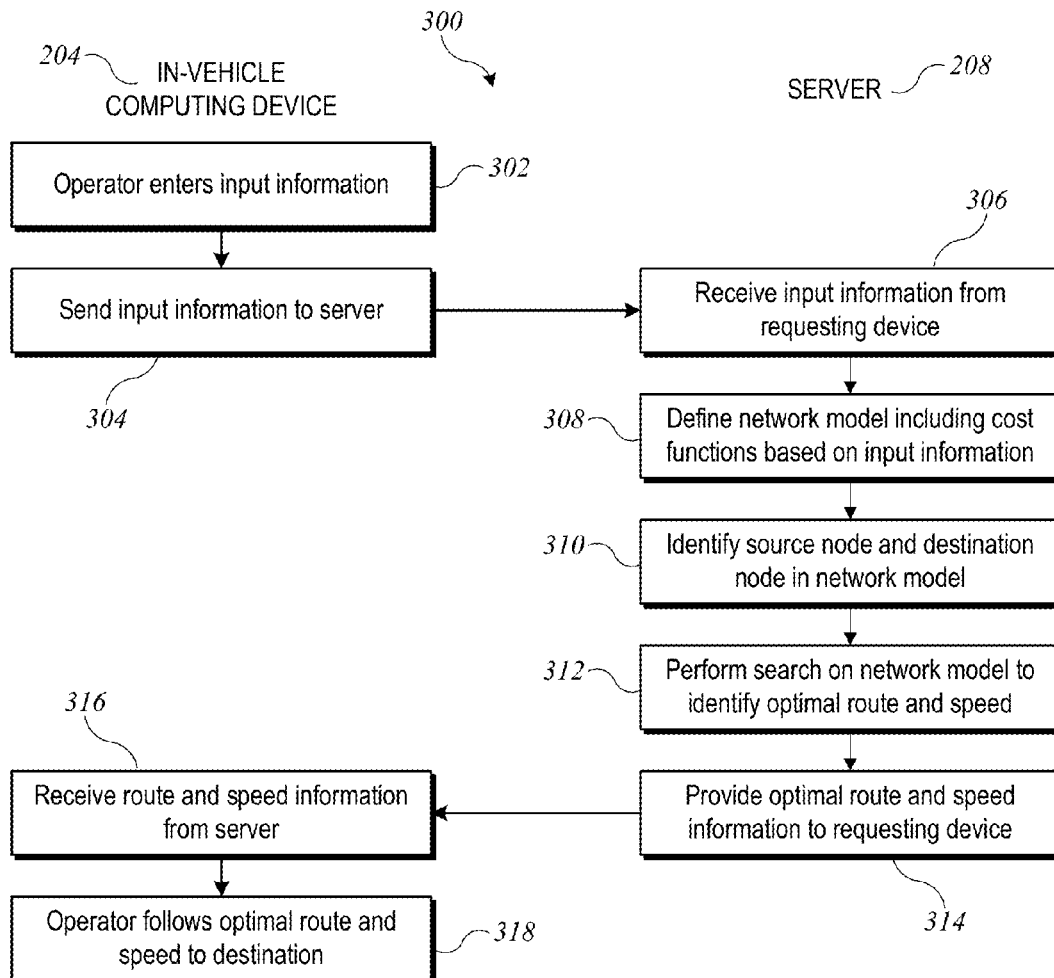 300
204
IN-VEHICLE
COMPUTING DEVICE
SERVER
208
Operator enters input information
302
306
Send input information to server
304
Receive input information from
requesting device
308
Define network model including cost
functions based on input information
310
Identify source node and destination
node in network model
312
Perform search on network model to
identify optimal route and speed
316
Receive route and speed information
from server
Provide optimal route and speed
information to requesting device
314
Operator follows optimal route and
speed to destination
318